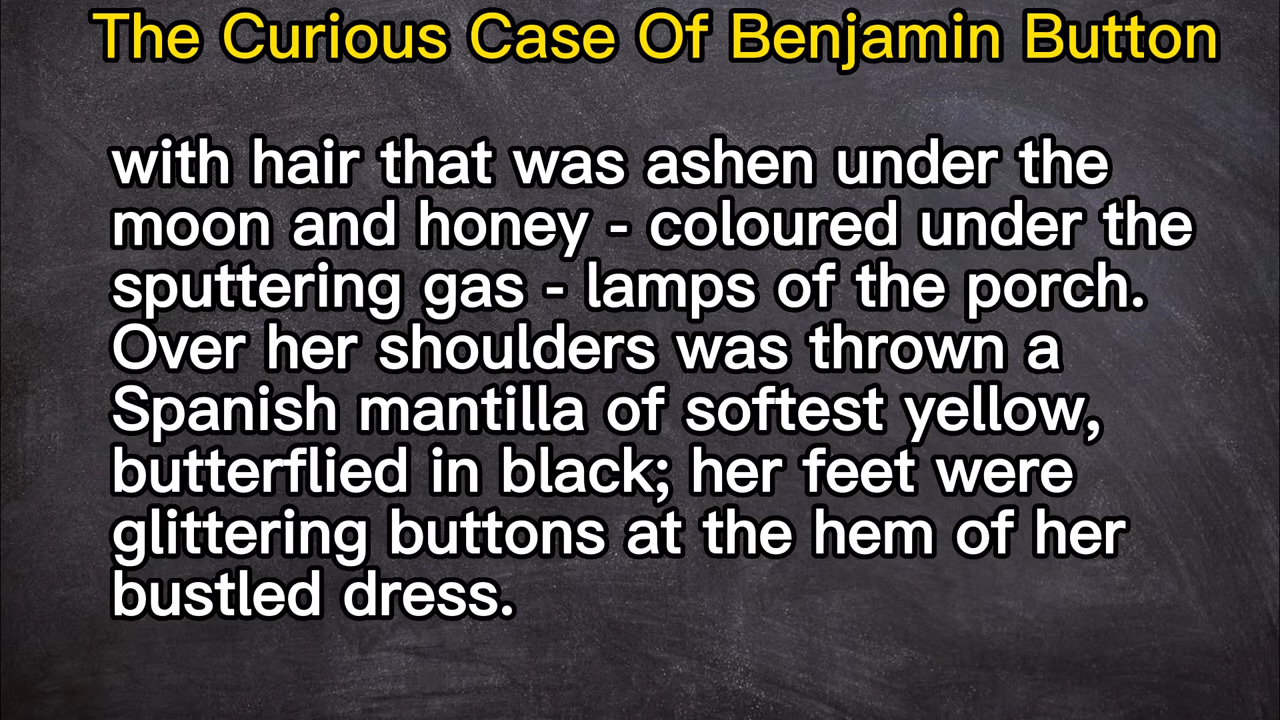 The Curious Case Of Benjamin Button
with hair that was ashen under the
moon and honey - coloured under the
sputtering gas - lamps of the porch.
Over her shoulders was thrown a
Spanish mantilla of softest yellow,
butterflied in black; her feet were
glittering buttons at the hem of her
bustled dress.